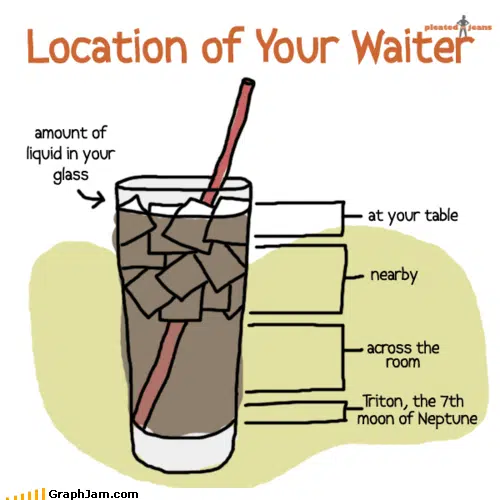 pleated jeans
Location of Your Waiter
amount of
liquid in your
glass
at your table
nearby
across the
room
Triton, the 7th
moon of Neptune
GraphJam.com